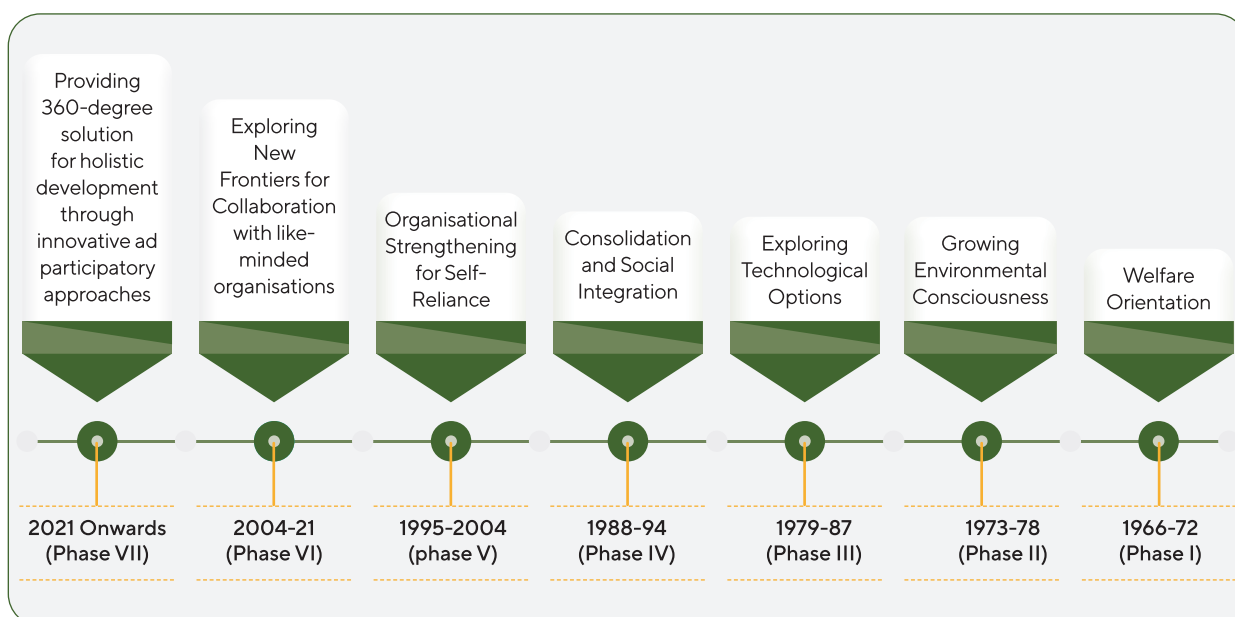 Providing
360-degree
solution
for holistic
development
through
innovative ad
participatory
approaches
2021 Onwards
(Phase VII)
Exploring
New
Frontiers for
Collaboration
with like-
minded
organisations
2004-21
(Phase VI)
Organisational
Strengthening
for Self-
Reliance
1995-2004
(phase V)
Consolidation
and Social
Integration
1988-94
(Phase IV)
Exploring
Technological
Options
1979-87
(Phase III)
Growing
Environmental
Consciousness
1973-78
(Phase II)
Welfare
Orientation
1966-72
(Phase I)